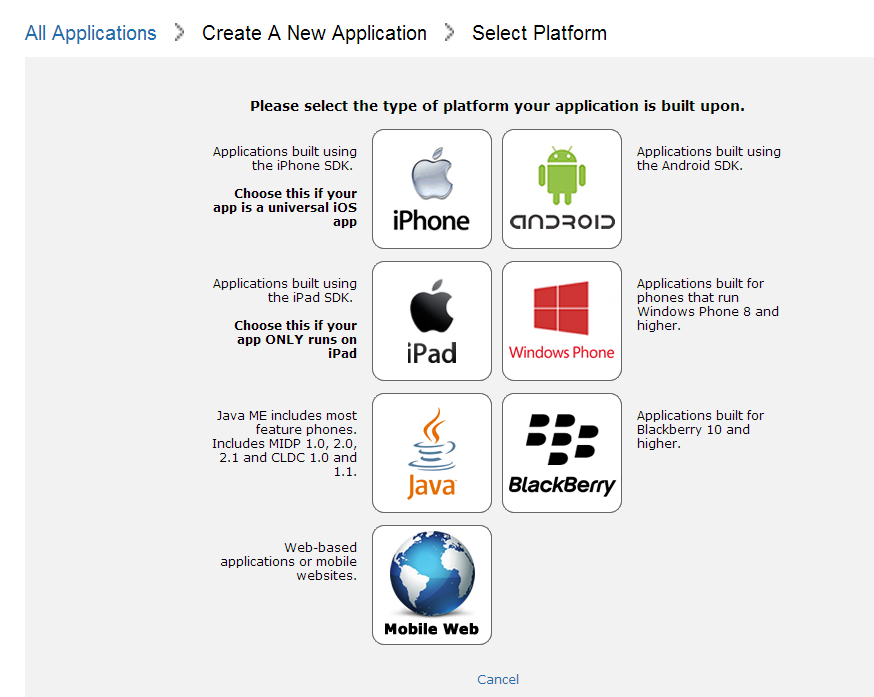 All Applications > Create A New Application > Select Platform
Please select the type of platform your application is built upon.
Applications built using
the iPhone SDK.
Choose this if your
app is a universal iOS
app
iPhone
ANDROID
Applications built using
the Android SDK.
Applications built using
the iPad SDK.
Choose this if your
app ONLY runs on
iPad
iPad
Windows Phone
Applications built for
phones that run
Windows Phone 8 and
higher.
Java ME includes most
feature phones.
Includes MIDP 1.0, 2.0,
2.1 and CLDC 1.0 and
1.1.
Java
BlackBerry
Applications built for
Blackberry 10 and
higher.
Web-based
applications or mobile
websites.
Mobile Web
Cancel